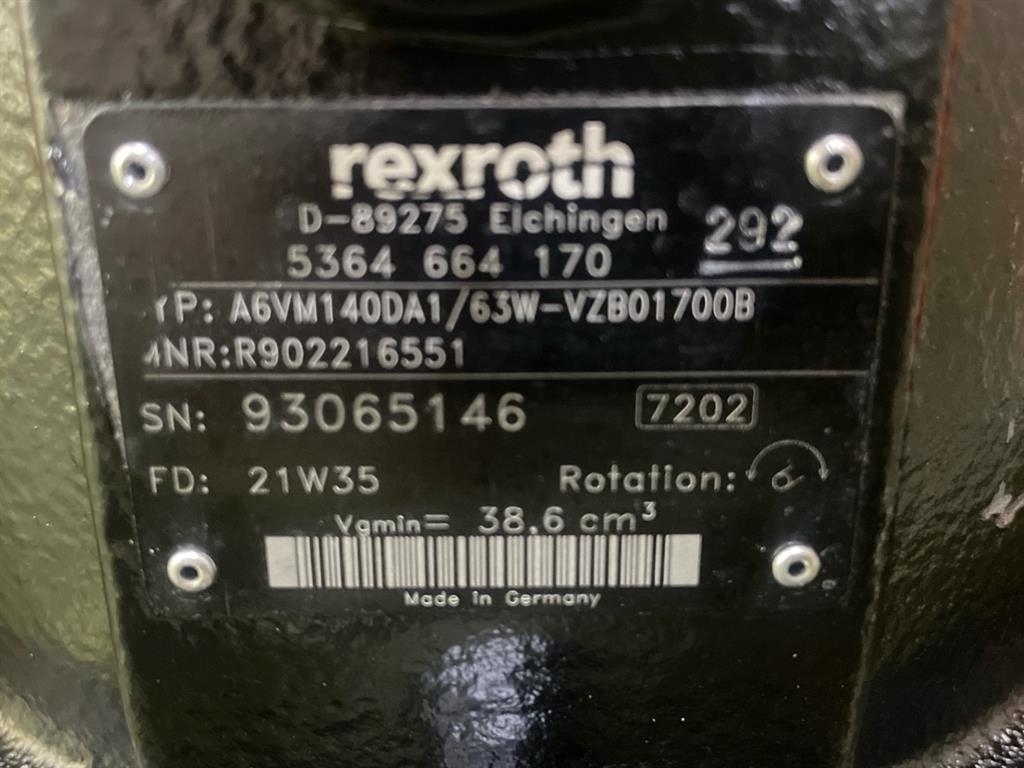 rexroth
D-89275 Elchingen 292
5364 664 170
YP: A6VM140DA1/63W-VZB01700B
MNR:R902216551
SN: 93065146 7202
FD: 21W35 Rotation:
Vgmin= 38.6 cm³
Made in Germany